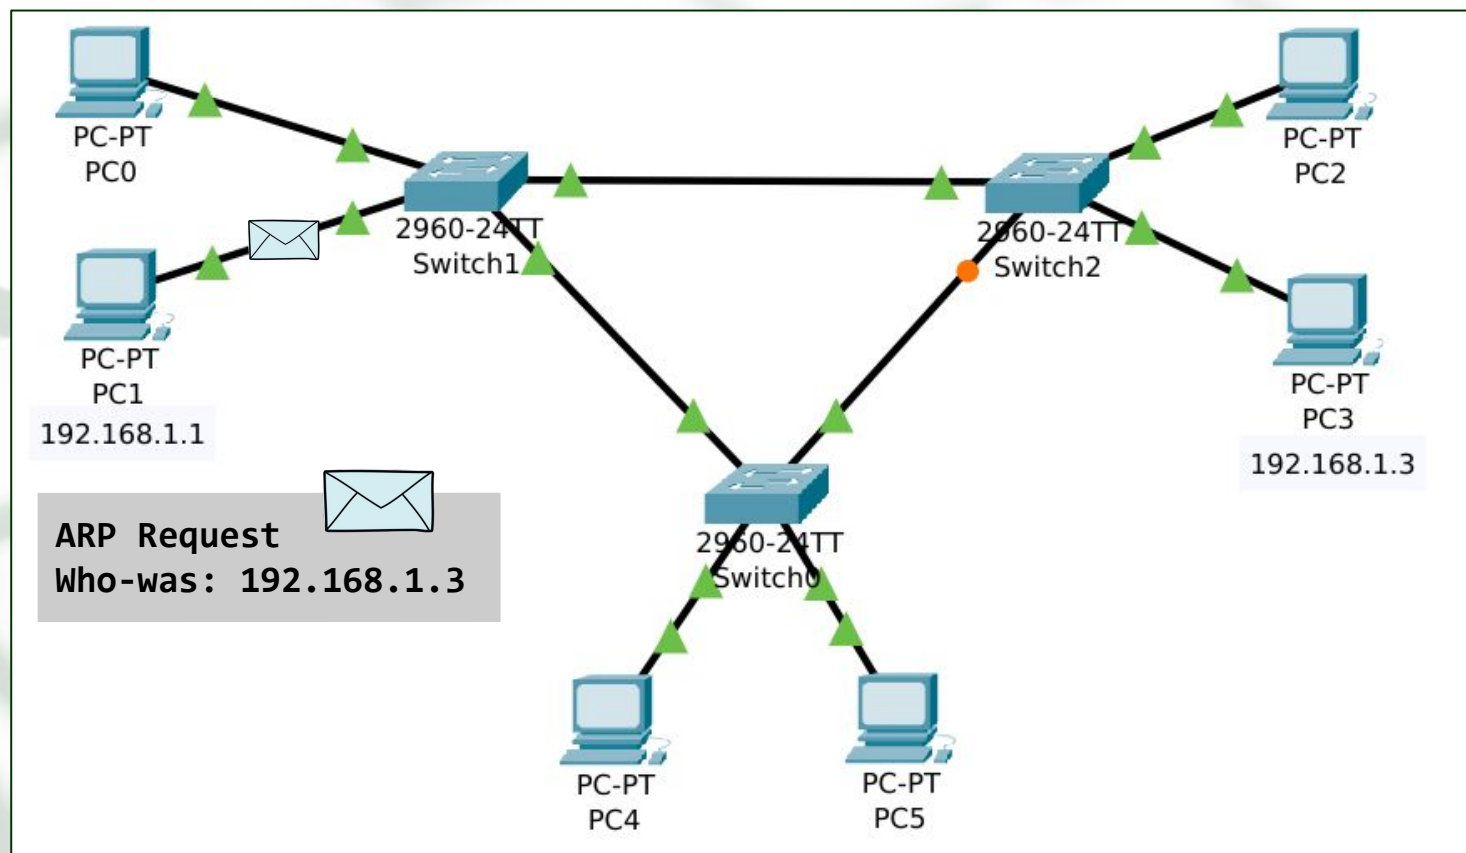 PC-PT
PC0
PC-PT
PC2
2960-24TT
Switch1
2960-24TT
Switch2
PC-PT
PC1
192.168.1.1
PC-PT
PC3
192.168.1.3
ARP Request
Who-was: 192.168.1.3
2960-24TT
Switch0
PC-PT
PC4
PC-PT
PC5